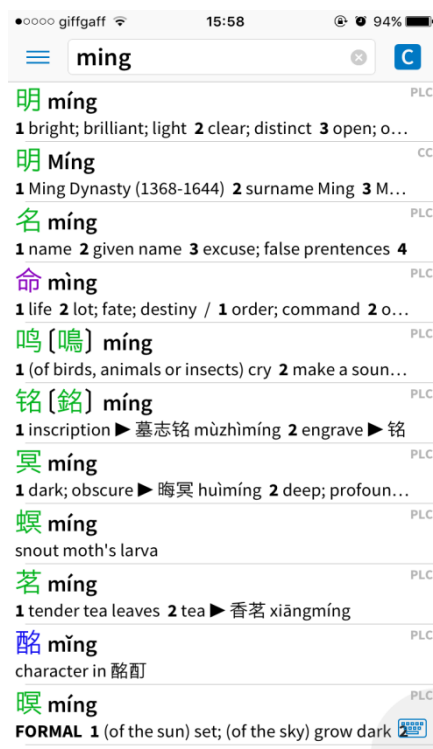 giffgaff 15:58 94%
ming C
明 míng PLC
1 bright; brilliant; light 2 clear; distinct 3 open; o…
明 Míng CC
1 Ming Dynasty (1368-1644) 2 surname Ming 3 M…
名 míng PLC
1 name 2 given name 3 excuse; false prentences 4
命 mìng PLC
1 life 2 lot; fate; destiny / 1 order; command 2 o…
鸣 [鳴] míng PLC
1 (of birds, animals or insects) cry 2 make a soun…
铭 [銘] míng PLC
1 inscription ▶ 墓志铭 mùzhìmíng 2 engrave ▶ 铭
冥 míng PLC
1 dark; obscure ▶ 晦冥 huìmíng 2 deep; profoun…
螟 míng PLC
snout moth's larva
茗 míng PLC
1 tender tea leaves 2 tea ▶ 香茗 xiāngmíng
酩 mǐng PLC
character in 酩酊
暝 míng PLC
FORMAL 1 (of the sun) set; (of the sky) grow dark 2